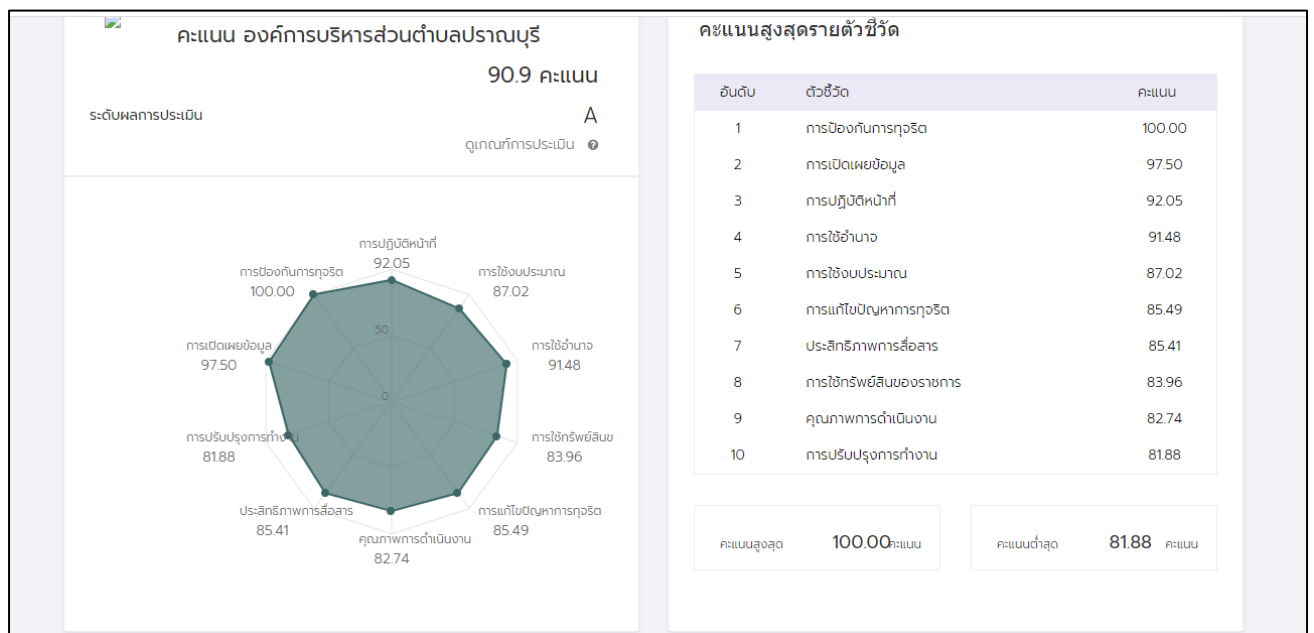 คะแนน องค์การบริหารส่วนตำบลปราณบุรี
90.9 คะแนน
ระดับผลการประเมิน A
ดูเกณฑ์การประเมิน ?
การปฏิบัติหน้าที่
92.05
การป้องกันการทุจริต
100.00
การใช้งบประมาณ
87.02
50
การเปิดเผยข้อมูล
97.50
การใช้อำนาจ
91.48
0
การปรับปรุงการทำงาน
81.88
การใช้ทรัพย์สินข
83.96
ประสิทธิภาพการสื่อสาร
85.41
การแก้ไขปัญหาการทุจริต
85.49
คุณภาพการดำเนินงาน
82.74
คะแนนสูงสุดรายตัวชี้วัด
อันดับ ตัวชี้วัด คะแนน
1 การป้องกันการทุจริต 100.00
2 การเปิดเผยข้อมูล 97.50
3 การปฏิบัติหน้าที่ 92.05
4 การใช้อำนาจ 91.48
5 การใช้งบประมาณ 87.02
6 การแก้ไขปัญหาการทุจริต 85.49
7 ประสิทธิภาพการสื่อสาร 85.41
8 การใช้ทรัพย์สินของราชการ 83.96
9 คุณภาพการดำเนินงาน 82.74
10 การปรับปรุงการทำงาน 81.88
คะแนนสูงสุด 100.00 คะแนน
คะแนนต่ำสุด 81.88 คะแนน